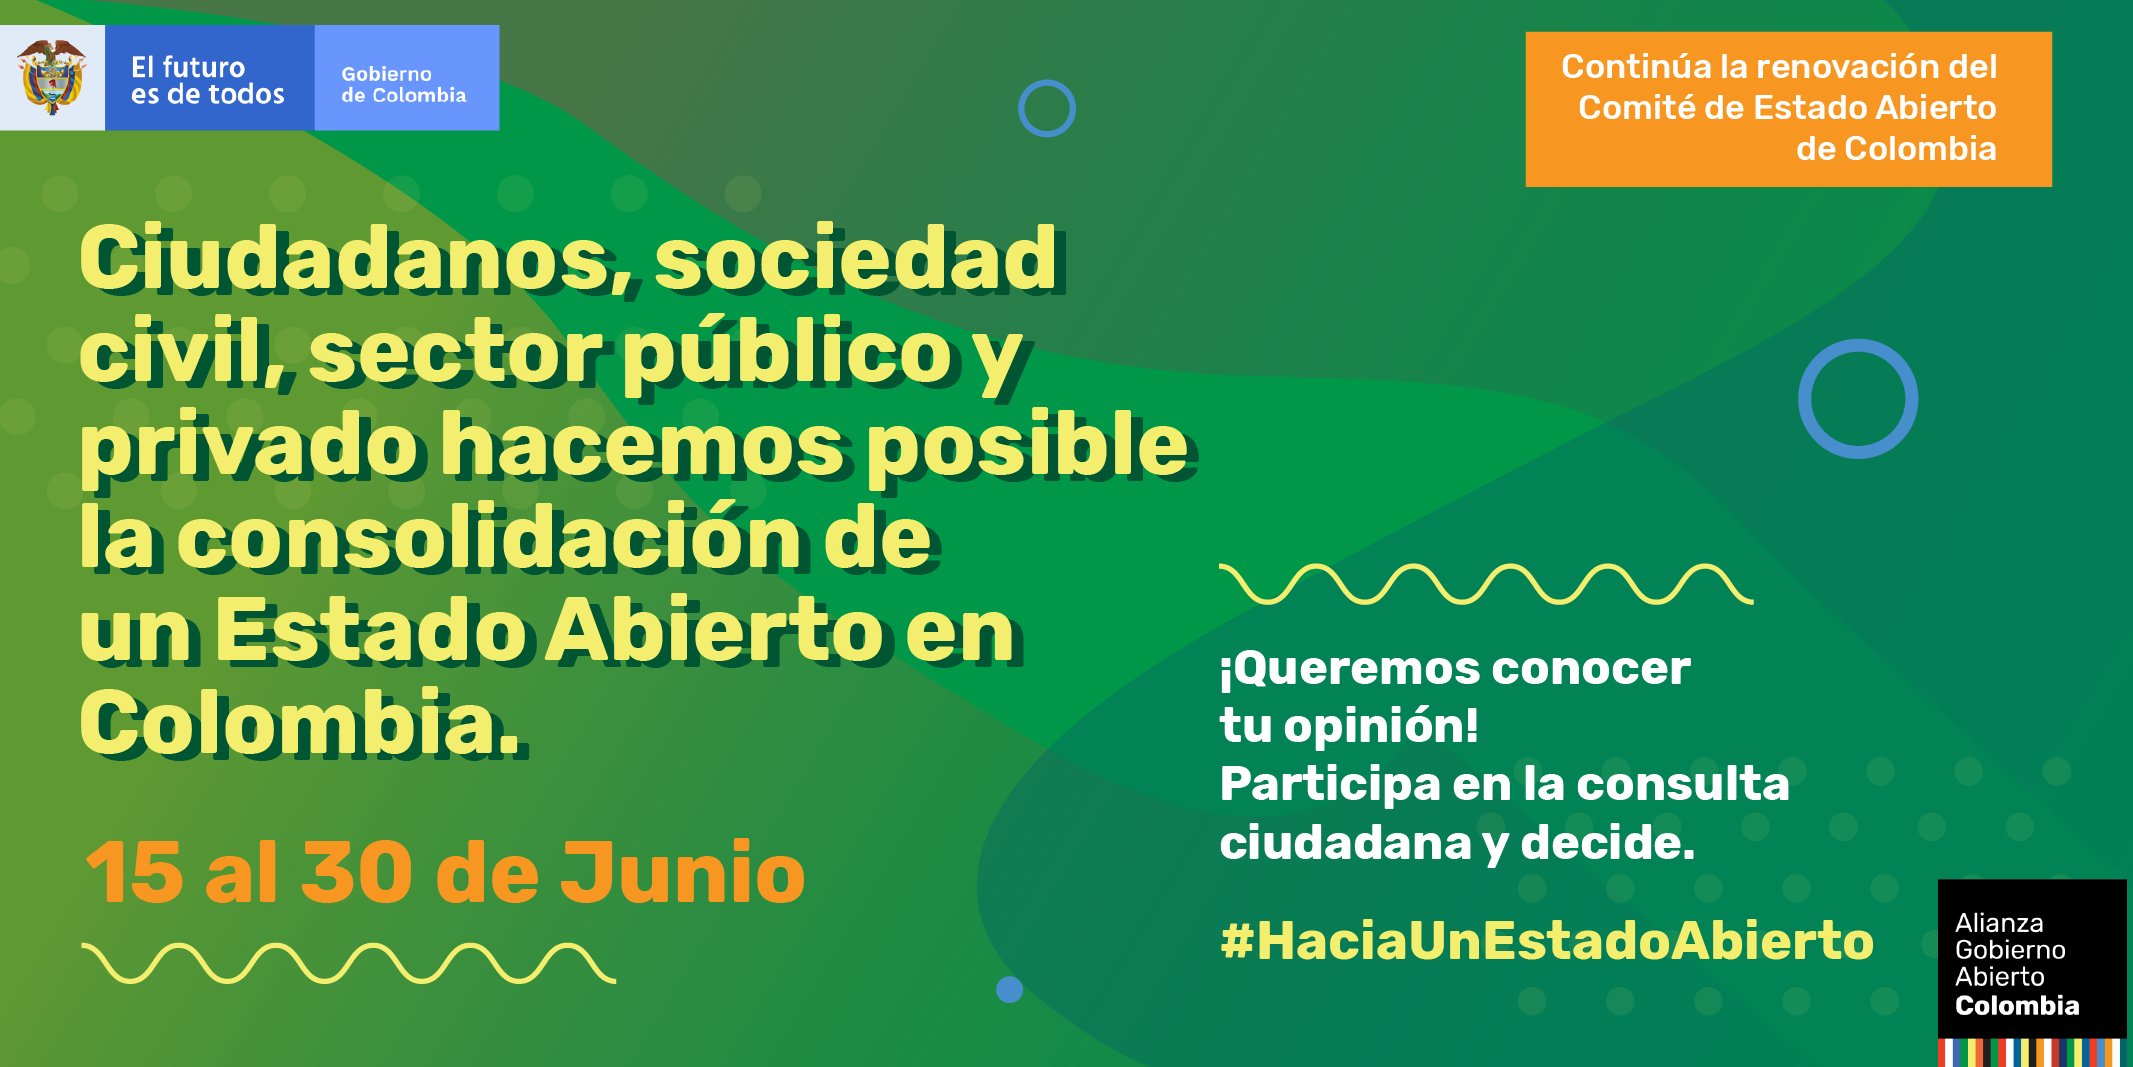 El futuro
es de todos
Gobierno
de Colombia
Continúa la renovación del
Comité de Estado Abierto
de Colombia
Ciudadanos, sociedad
civil, sector público y
privado hacemos posible
la consolidación de
un Estado Abierto en
Colombia.
15 al 30 de Junio
¡Queremos conocer
tu opinión!
Participa en la consulta
ciudadana y decide.
#HaciaUnEstadoAbierto
Alianza
Gobierno
Abierto
Colombia